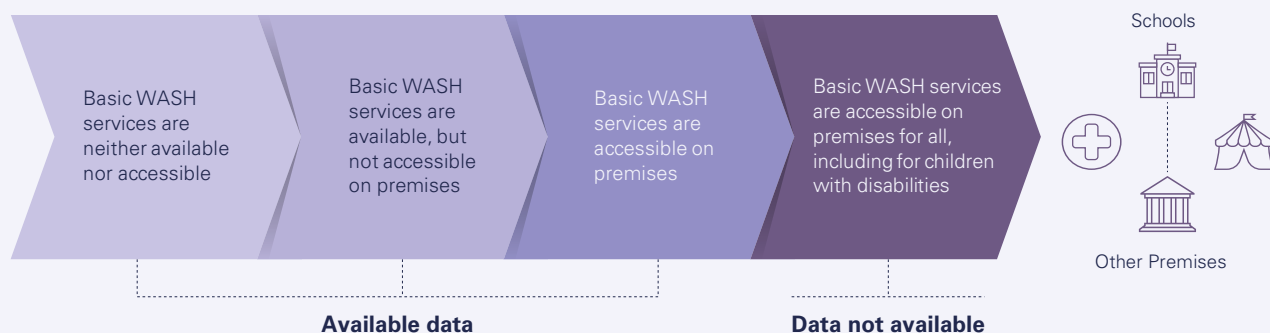 Basic WASH
services are
neither available
nor accessible
Basic WASH
services are
available, but
not accessible
on premises
Basic WASH
services are
accessible on
premises
Basic WASH services
are accessible on
premises for all,
including for children
with disabilities
Schools
Other Premises
Available data
Data not available